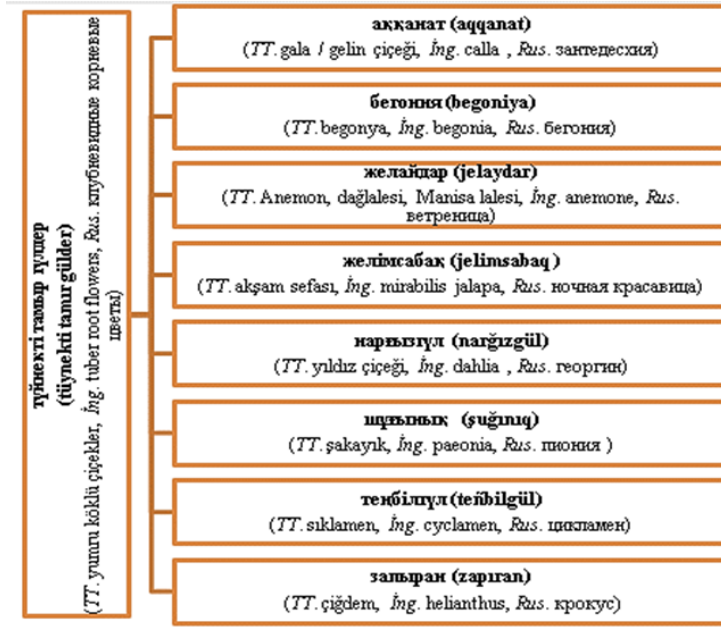 түйнекті тамыр гүлдер
(tüynekti tamır gülder)
(TT. yumru köklü çiçekler, İng. tuber root flowers, Rus. клубневидные корневые
цветы)
аққанат (aqqanat)
(TT. gala / gelin çiçeği, İng. calla , Rus. зантедесхия)
бегония (begoniya)
(TT. begonya, İng. begonia, Rus. бегония)
желайдар (jelaydar)
(TT. Anemon, dağlalesi, Manisa lalesi, İng. anemone, Rus.
ветреница)
желімсабақ (jelimsabaq )
(TT. akşam sefası, İng. mirabilis jalapa, Rus. ночная красавица)
нарғызгүл (narğızgül)
(TT. yıldız çiçeği, İng. dahlia , Rus. георгин)
шұғынық (şuğınıq)
(TT. şakayık, İng. paeonia, Rus. пиония )
теңбілгүл (teñbilgül)
(TT. sıklamen, İng. cyclamen, Rus. цикламен)
запыран (zapıran)
(TT. çiğdem, İng. helianthus, Rus. крокус)